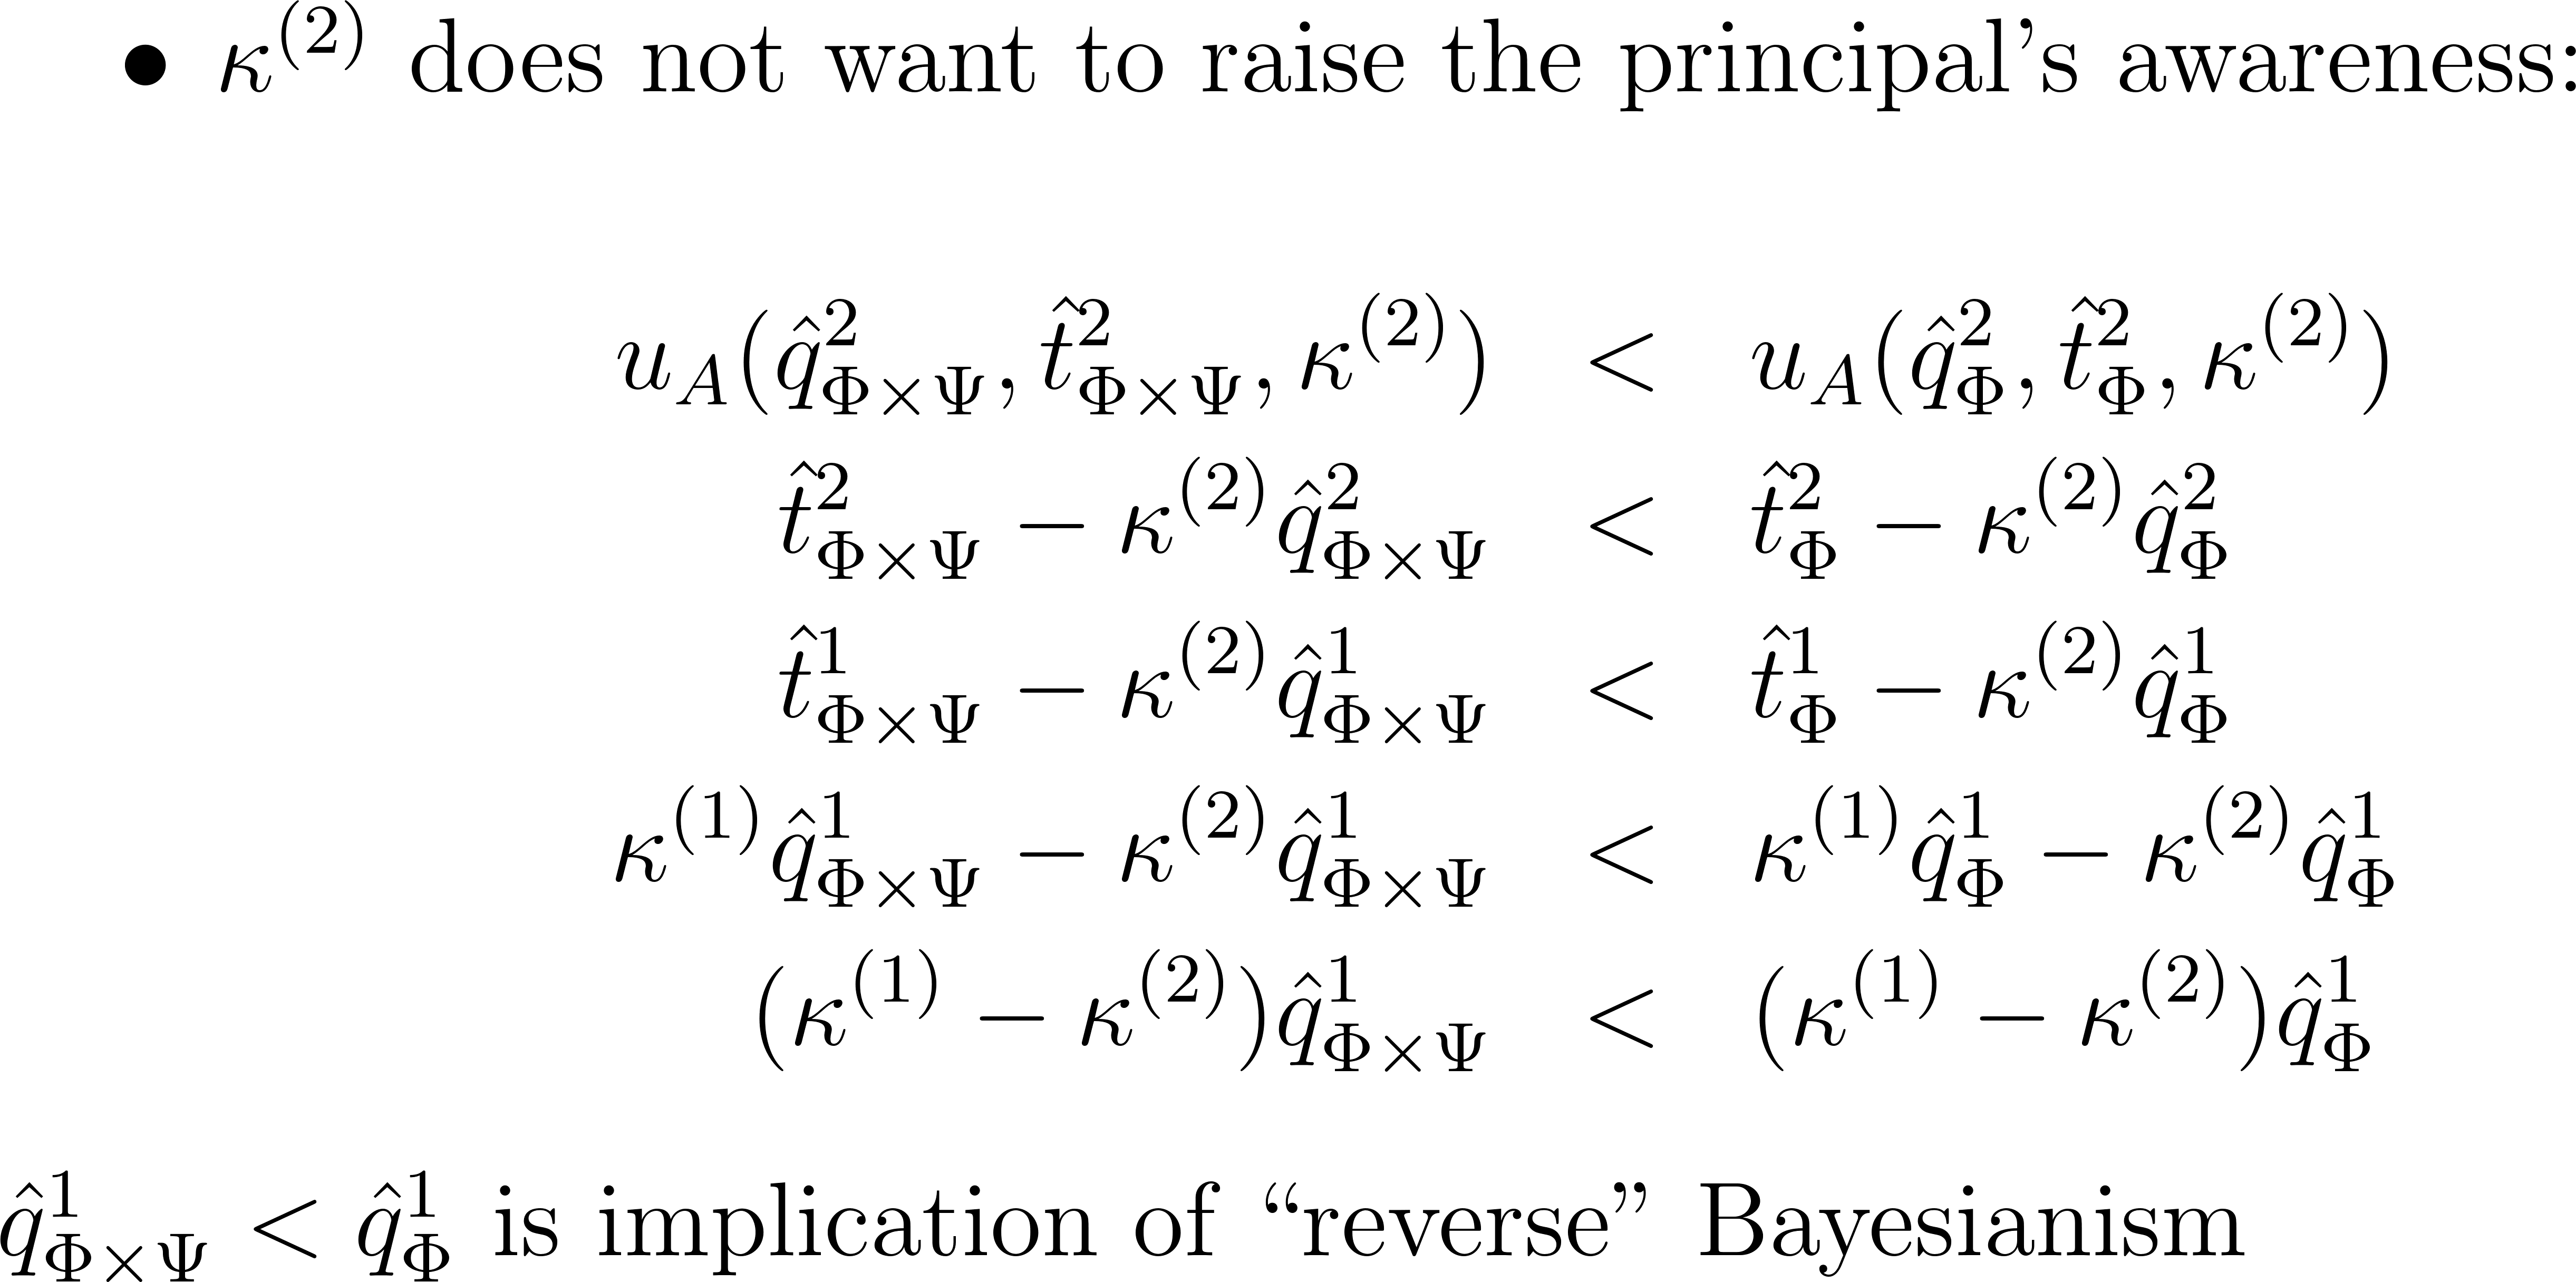 • κ^(2) does not want to raise the principal’s awareness:
u_A(q̂^2_{Φ×Ψ}, t̂^2_{Φ×Ψ}, κ^(2)) < u_A(q̂^2_Φ, t̂^2_Φ, κ^(2))
t̂^2_{Φ×Ψ} − κ^(2) q̂^2_{Φ×Ψ} < t̂^2_Φ − κ^(2) q̂^2_Φ
t̂^1_{Φ×Ψ} − κ^(2) q̂^1_{Φ×Ψ} < t̂^1_Φ − κ^(2) q̂^1_Φ
κ^(1) q̂^1_{Φ×Ψ} − κ^(2) q̂^1_{Φ×Ψ} < κ^(1) q̂^1_Φ − κ^(2) q̂^1_Φ
(κ^(1) − κ^(2)) q̂^1_{Φ×Ψ} < (κ^(1) − κ^(2)) q̂^1_Φ
q̂^1_{Φ×Ψ} < q̂^1_Φ is implication of “reverse” Bayesianism